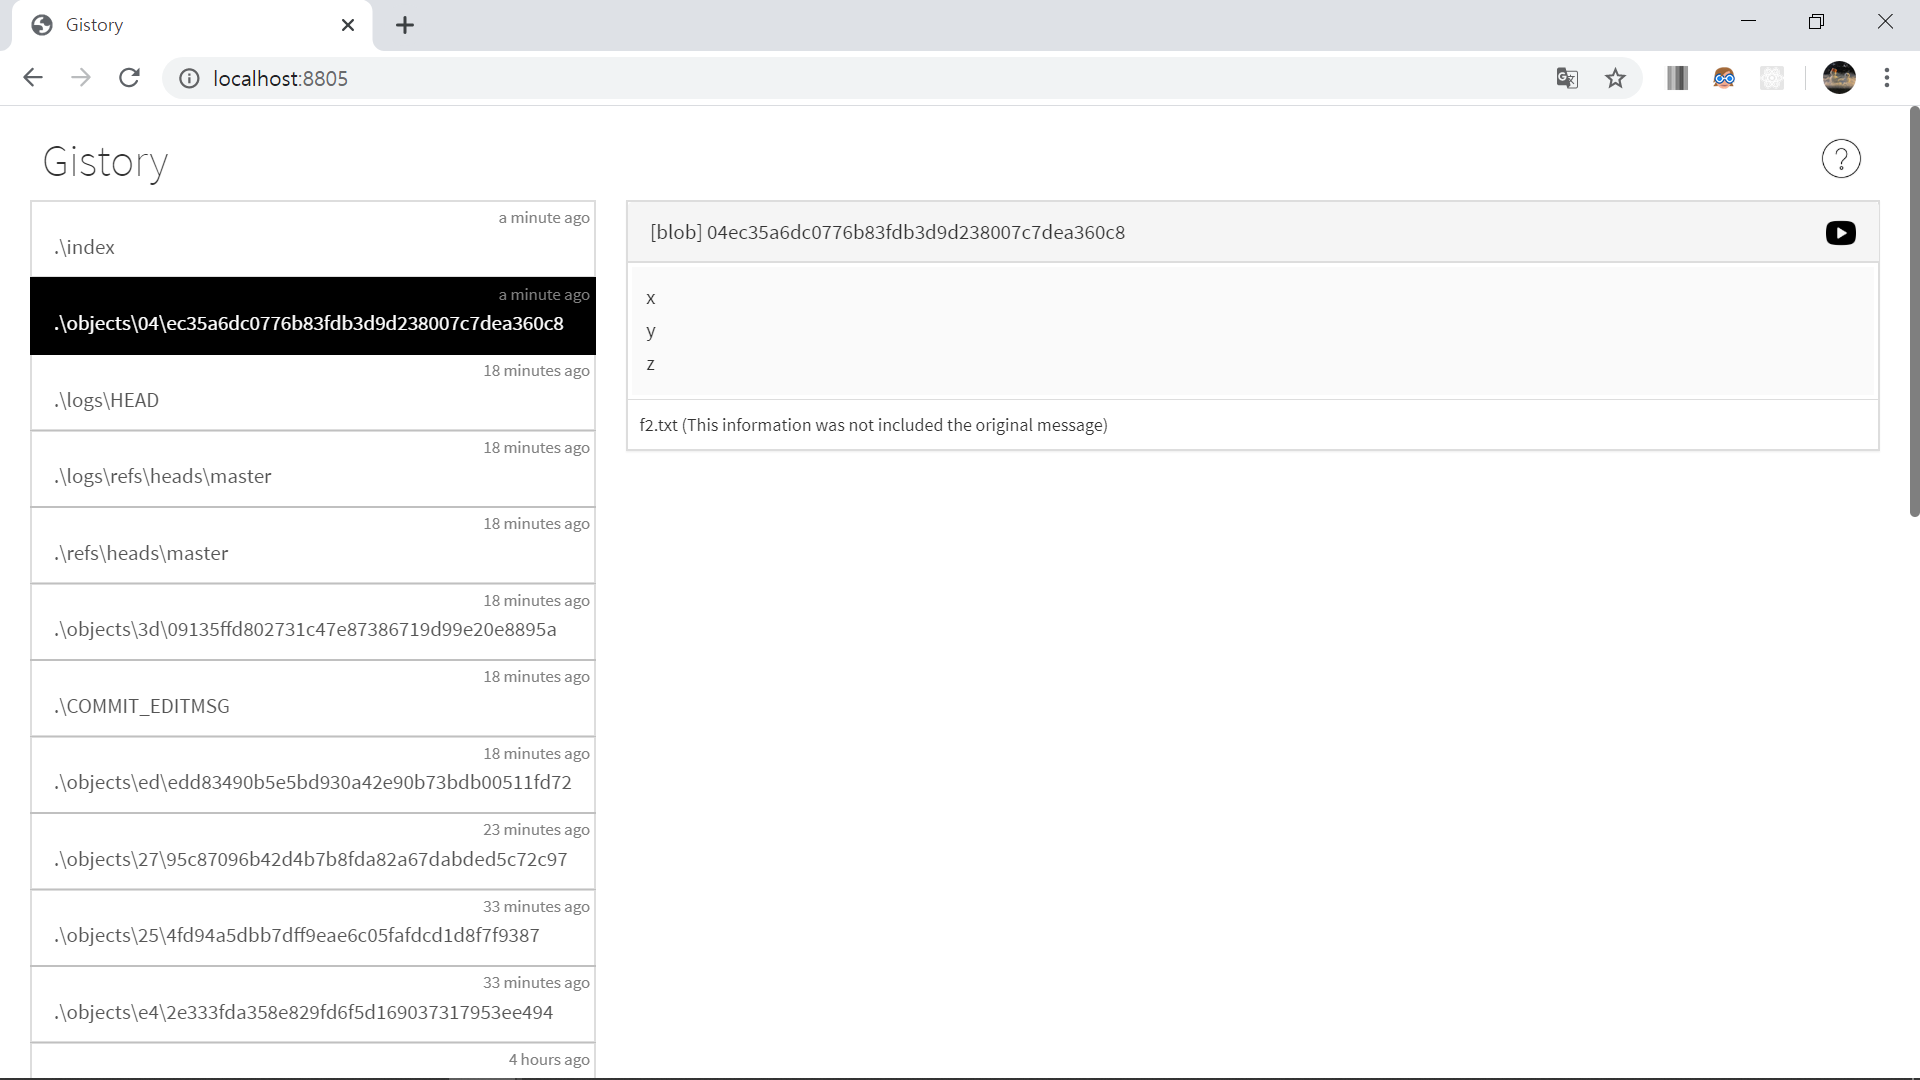 Gistory
localhost:8805
Gistory
?
a minute ago
.\index
a minute ago
.\objects\04\ec35a6dc0776b83fdb3d9d238007c7dea360c8
18 minutes ago
.\logs\HEAD
18 minutes ago
.\logs\refs\heads\master
18 minutes ago
.\refs\heads\master
18 minutes ago
.\objects\3d\09135ffd802731c47e87386719d99e20e8895a
18 minutes ago
.\COMMIT_EDITMSG
18 minutes ago
.\objects\ed\edd83490b5e5bd930a42e90b73bdb00511fd72
23 minutes ago
.\objects\27\95c87096b42d4b7b8fda82a67dabded5c72c97
33 minutes ago
.\objects\25\4fd94a5dbb7dff9eae6c05fafdcd1d8f7f9387
33 minutes ago
.\objects\e4\2e333fda358e829fd6f5d169037317953ee494
4 hours ago
[blob] 04ec35a6dc0776b83fdb3d9d238007c7dea360c8
x
y
z
f2.txt (This information was not included the original message)